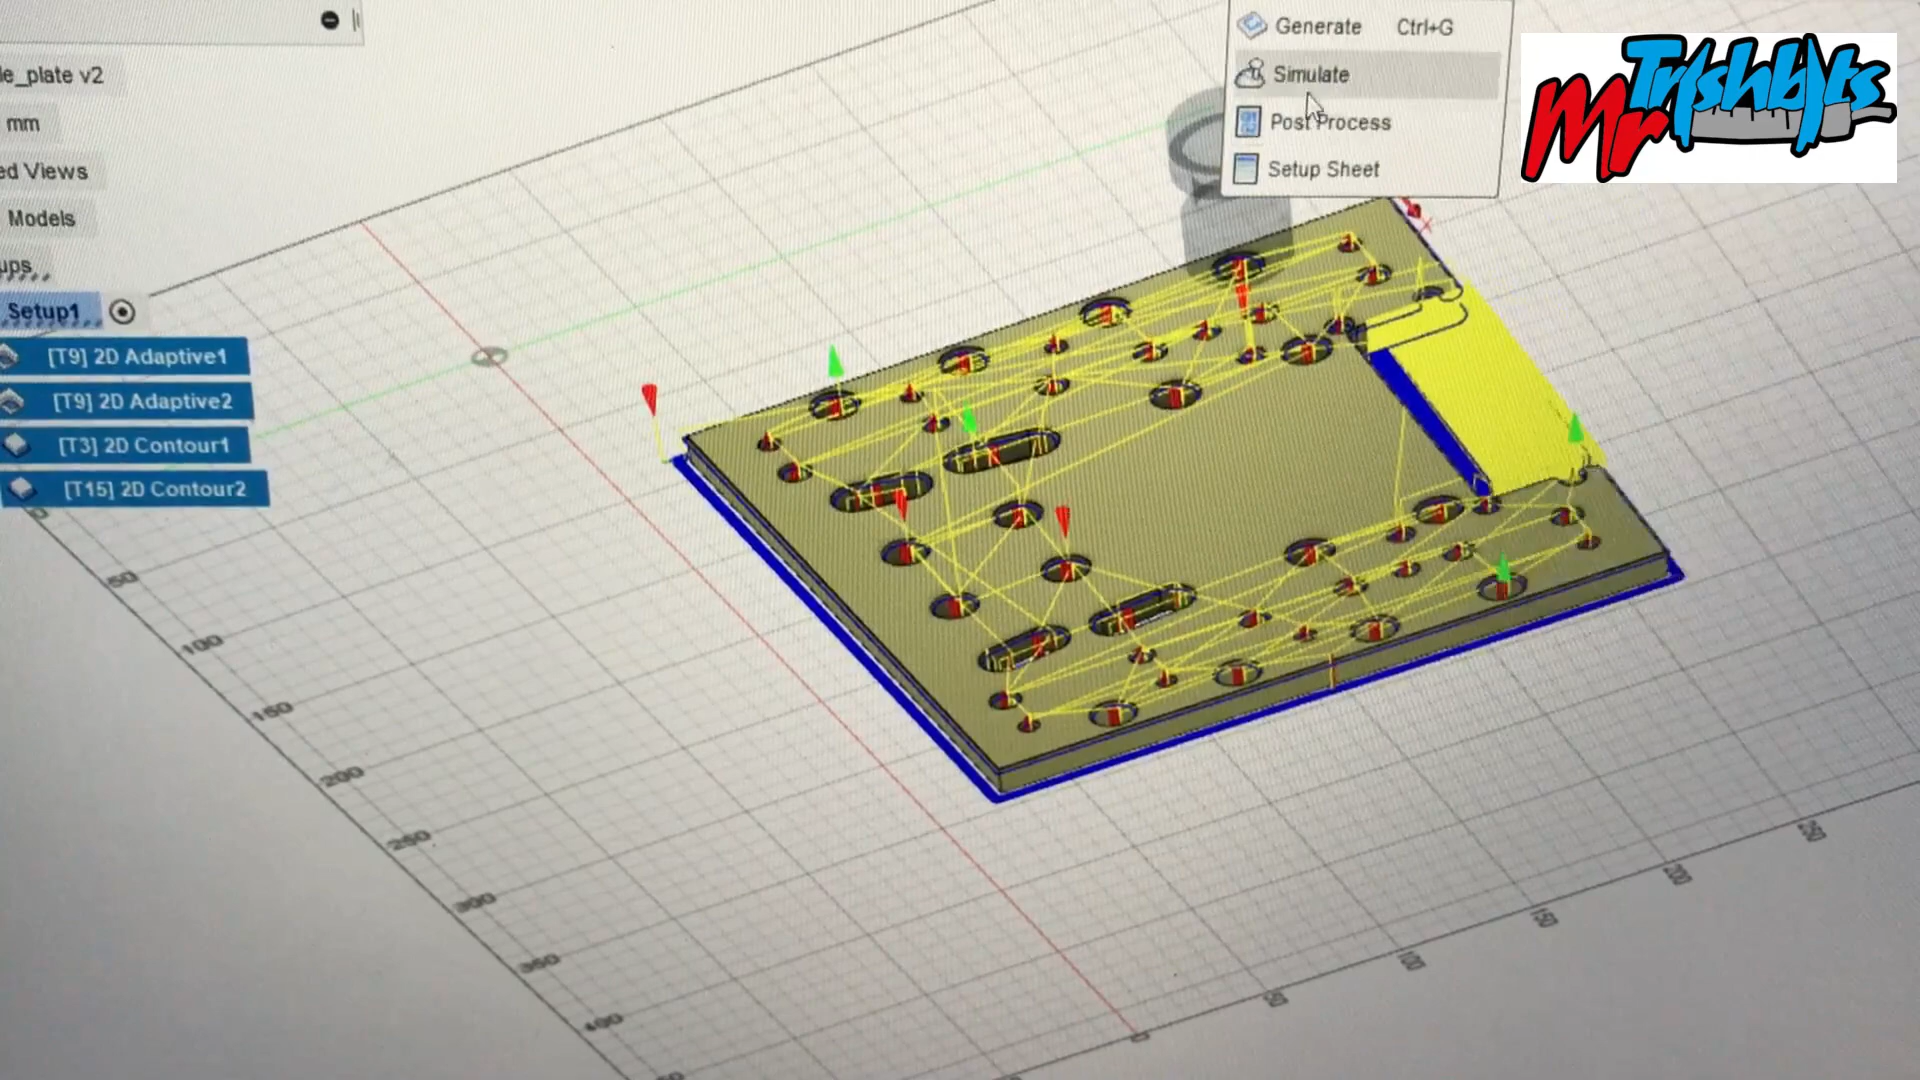 Generate Ctrl+G
Simulate
Post Process
Setup Sheet
Mr Trishbits
le_plate v2
mm
ed Views
Models
ups
Setup1
[T9] 2D Adaptive1
[T9] 2D Adaptive2
[T3] 2D Contour1
[T15] 2D Contour2
50
100
150
200
250
300
350
400
0
50
100
150
200
250